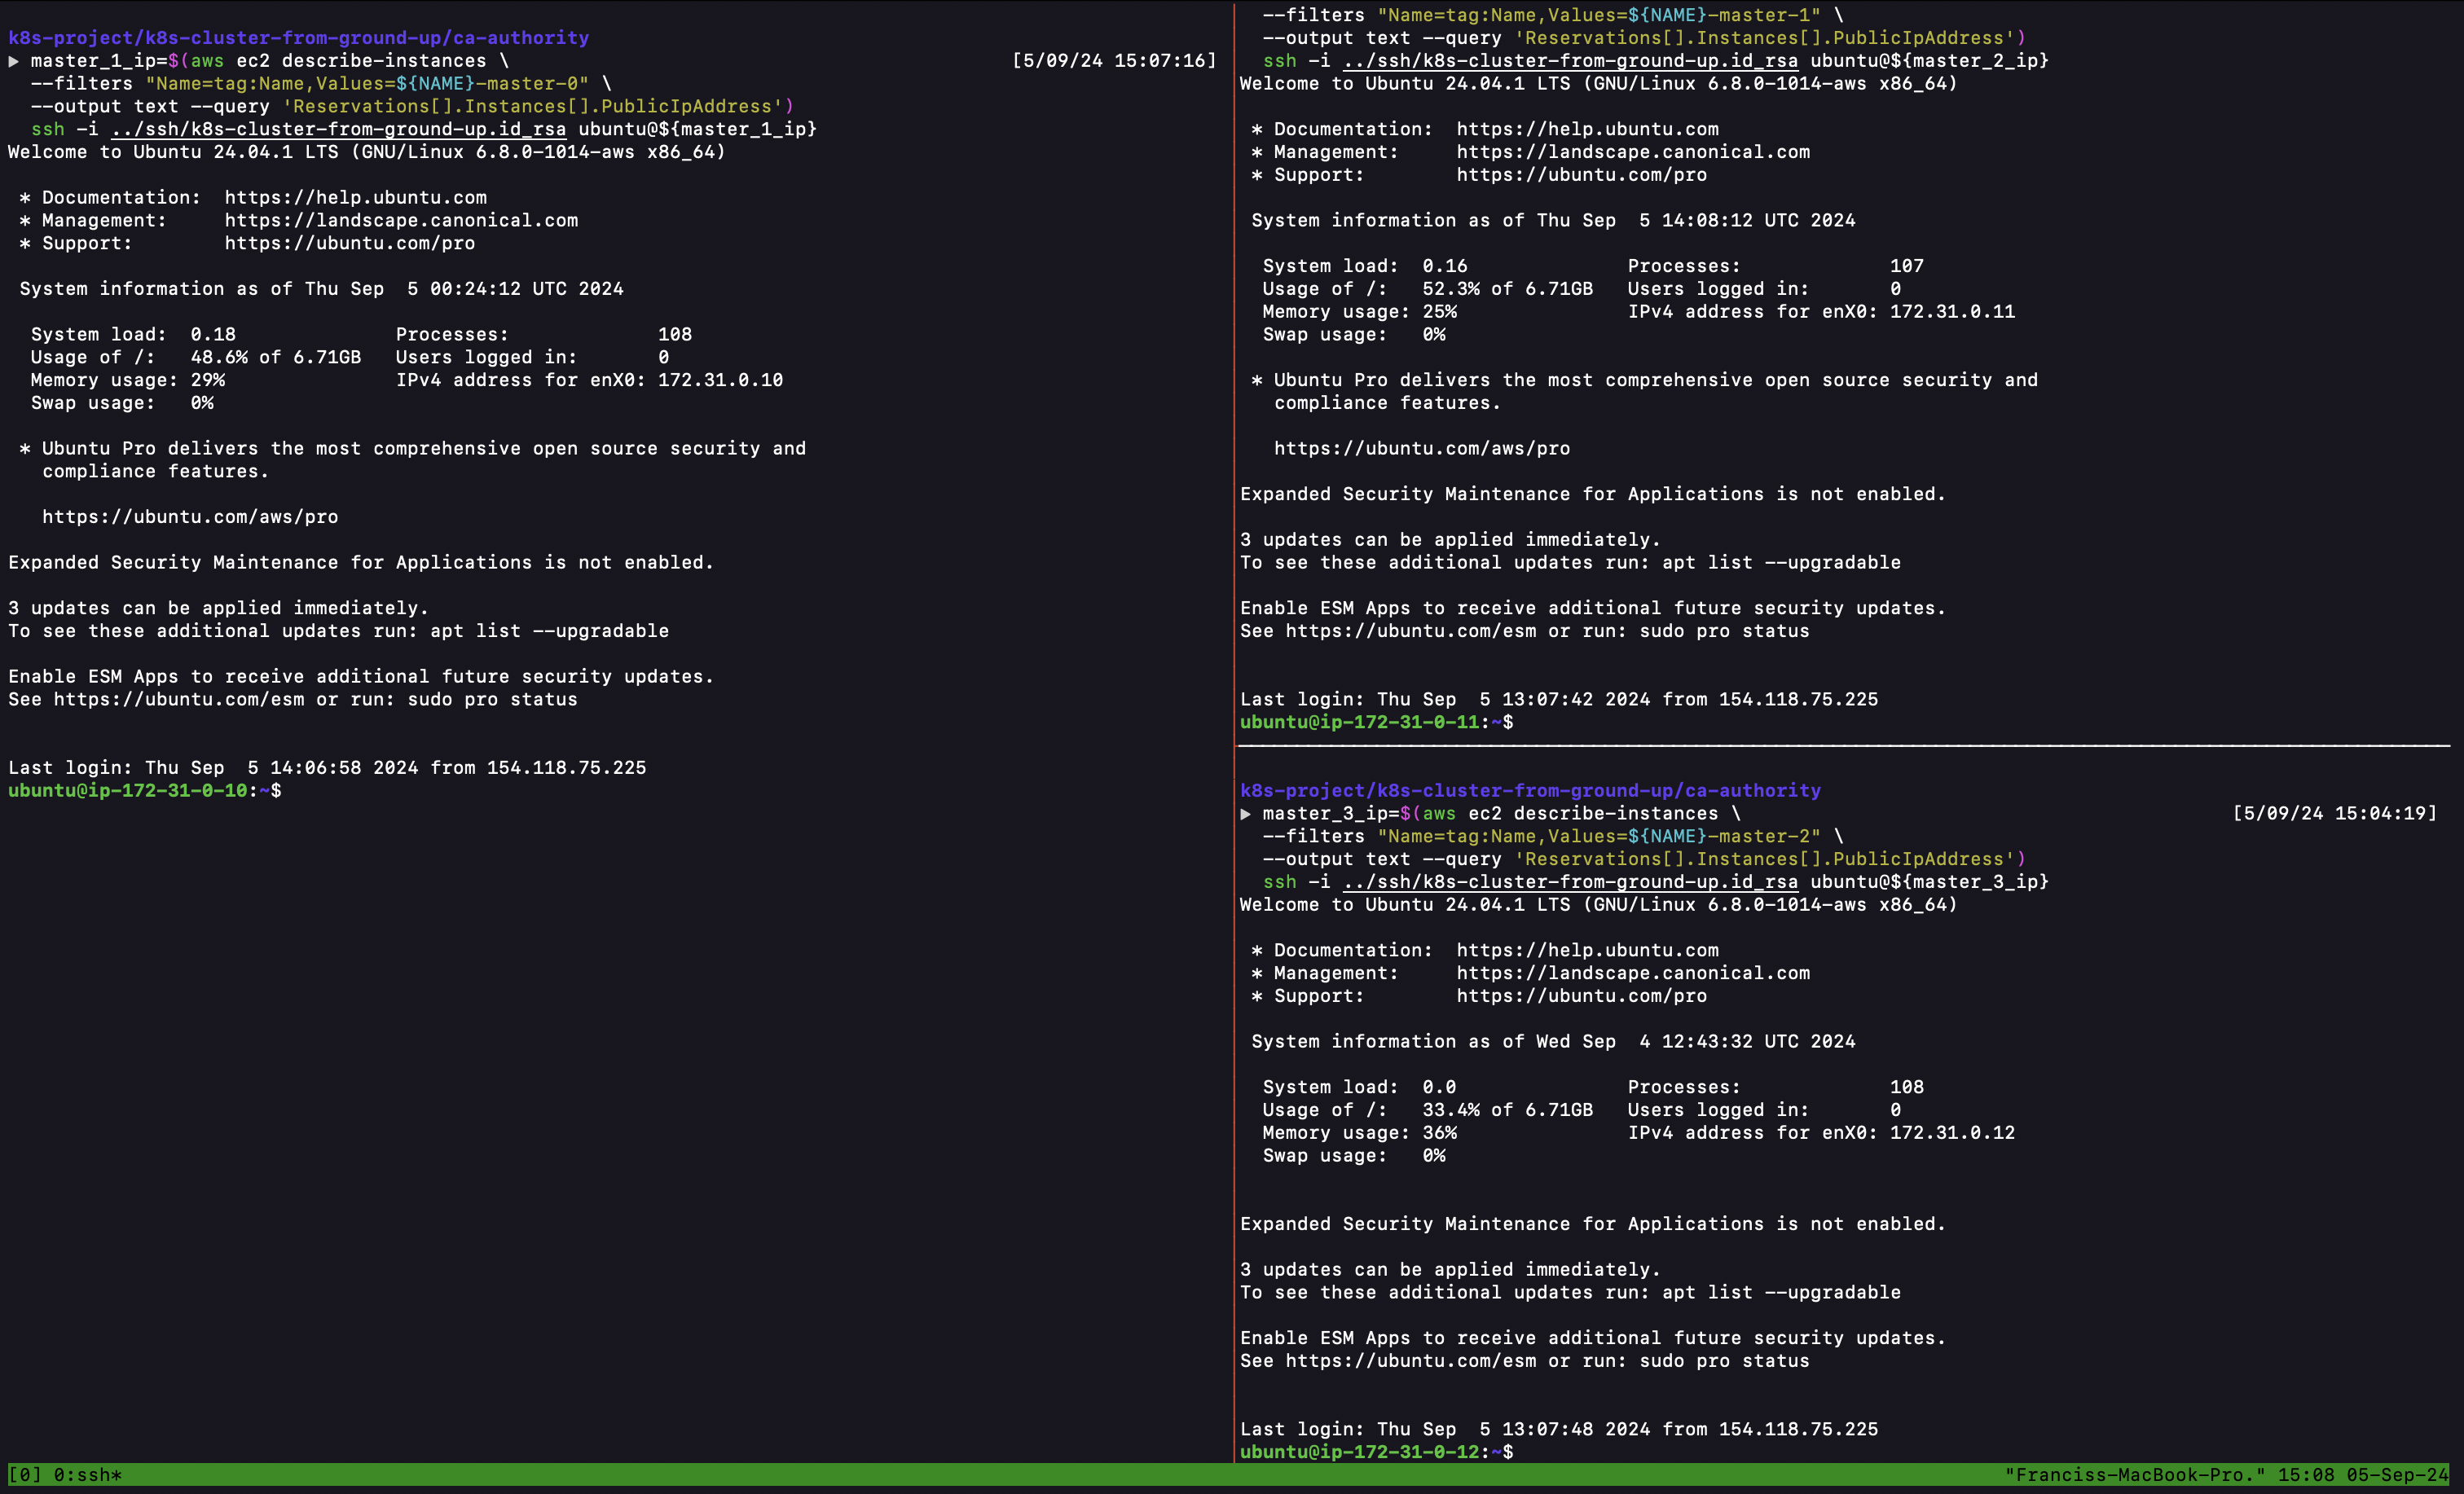 k8s-project/k8s-cluster-from-ground-up/ca-authority
▶ master_1_ip=$(aws ec2 describe-instances \ [5/09/24 15:07:16]
  --filters "Name=tag:Name,Values=${NAME}-master-0" \
  --output text --query 'Reservations[].Instances[].PublicIpAddress')
  ssh -i ../ssh/k8s-cluster-from-ground-up.id_rsa ubuntu@${master_1_ip}
Welcome to Ubuntu 24.04.1 LTS (GNU/Linux 6.8.0-1014-aws x86_64)
 * Documentation:  https://help.ubuntu.com
 * Management:     https://landscape.canonical.com
 * Support:        https://ubuntu.com/pro
 System information as of Thu Sep  5 00:24:12 UTC 2024
  System load:  0.18              Processes:             108
  Usage of /:   48.6% of 6.71GB   Users logged in:       0
  Memory usage: 29%               IPv4 address for enX0: 172.31.0.10
  Swap usage:   0%
 * Ubuntu Pro delivers the most comprehensive open source security and
   compliance features.
   https://ubuntu.com/aws/pro
Expanded Security Maintenance for Applications is not enabled.
3 updates can be applied immediately.
To see these additional updates run: apt list --upgradable
Enable ESM Apps to receive additional future security updates.
See https://ubuntu.com/esm or run: sudo pro status
Last login: Thu Sep  5 14:06:58 2024 from 154.118.75.225
ubuntu@ip-172-31-0-10:~$
  --filters "Name=tag:Name,Values=${NAME}-master-1" \
  --output text --query 'Reservations[].Instances[].PublicIpAddress')
  ssh -i ../ssh/k8s-cluster-from-ground-up.id_rsa ubuntu@${master_2_ip}
Welcome to Ubuntu 24.04.1 LTS (GNU/Linux 6.8.0-1014-aws x86_64)
 * Documentation:  https://help.ubuntu.com
 * Management:     https://landscape.canonical.com
 * Support:        https://ubuntu.com/pro
 System information as of Thu Sep  5 14:08:12 UTC 2024
  System load:  0.16              Processes:             107
  Usage of /:   52.3% of 6.71GB   Users logged in:       0
  Memory usage: 25%               IPv4 address for enX0: 172.31.0.11
  Swap usage:   0%
 * Ubuntu Pro delivers the most comprehensive open source security and
   compliance features.
   https://ubuntu.com/aws/pro
Expanded Security Maintenance for Applications is not enabled.
3 updates can be applied immediately.
To see these additional updates run: apt list --upgradable
Enable ESM Apps to receive additional future security updates.
See https://ubuntu.com/esm or run: sudo pro status
Last login: Thu Sep  5 13:07:42 2024 from 154.118.75.225
ubuntu@ip-172-31-0-11:~$
k8s-project/k8s-cluster-from-ground-up/ca-authority
▶ master_3_ip=$(aws ec2 describe-instances \ [5/09/24 15:04:19]
  --filters "Name=tag:Name,Values=${NAME}-master-2" \
  --output text --query 'Reservations[].Instances[].PublicIpAddress')
  ssh -i ../ssh/k8s-cluster-from-ground-up.id_rsa ubuntu@${master_3_ip}
Welcome to Ubuntu 24.04.1 LTS (GNU/Linux 6.8.0-1014-aws x86_64)
 * Documentation:  https://help.ubuntu.com
 * Management:     https://landscape.canonical.com
 * Support:        https://ubuntu.com/pro
 System information as of Wed Sep  4 12:43:32 UTC 2024
  System load:  0.0               Processes:             108
  Usage of /:   33.4% of 6.71GB   Users logged in:       0
  Memory usage: 36%               IPv4 address for enX0: 172.31.0.12
  Swap usage:   0%
Expanded Security Maintenance for Applications is not enabled.
3 updates can be applied immediately.
To see these additional updates run: apt list --upgradable
Enable ESM Apps to receive additional future security updates.
See https://ubuntu.com/esm or run: sudo pro status
Last login: Thu Sep  5 13:07:48 2024 from 154.118.75.225
ubuntu@ip-172-31-0-12:~$
[0] 0:ssh* "Franciss-MacBook-Pro." 15:08 05-Sep-24